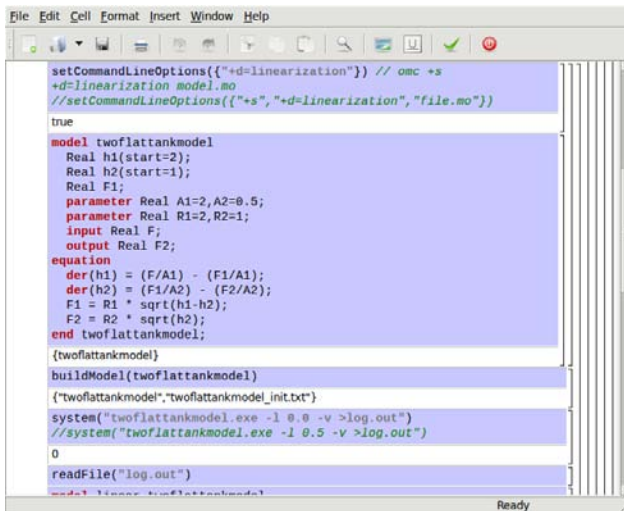 File Edit Cell Format Insert Window Help
setCommandLineOptions({"+d=linearization"}) // omc +s
+d=linearization model.mo
//setCommandLineOptions({"+s","+d=linearization","file.mo"})
true
model twoflattankmodel
Real h1(start=2);
Real h2(start=1);
Real F1;
parameter Real A1=2,A2=0.5;
parameter Real R1=2,R2=1;
input Real F;
output Real F2;
equation
der(h1) = (F/A1) - (F1/A1);
der(h2) = (F1/A2) - (F2/A2);
F1 = R1 * sqrt(h1-h2);
F2 = R2 * sqrt(h2);
end twoflattankmodel;
{twoflattankmodel}
buildModel(twoflattankmodel)
{"twoflattankmodel","twoflattankmodel_init.txt"}
system("twoflattankmodel.exe -l 0.0 -v >log.out")
//system("twoflattankmodel.exe -l 0.5 -v >log.out")
0
readFile("log.out")
Ready